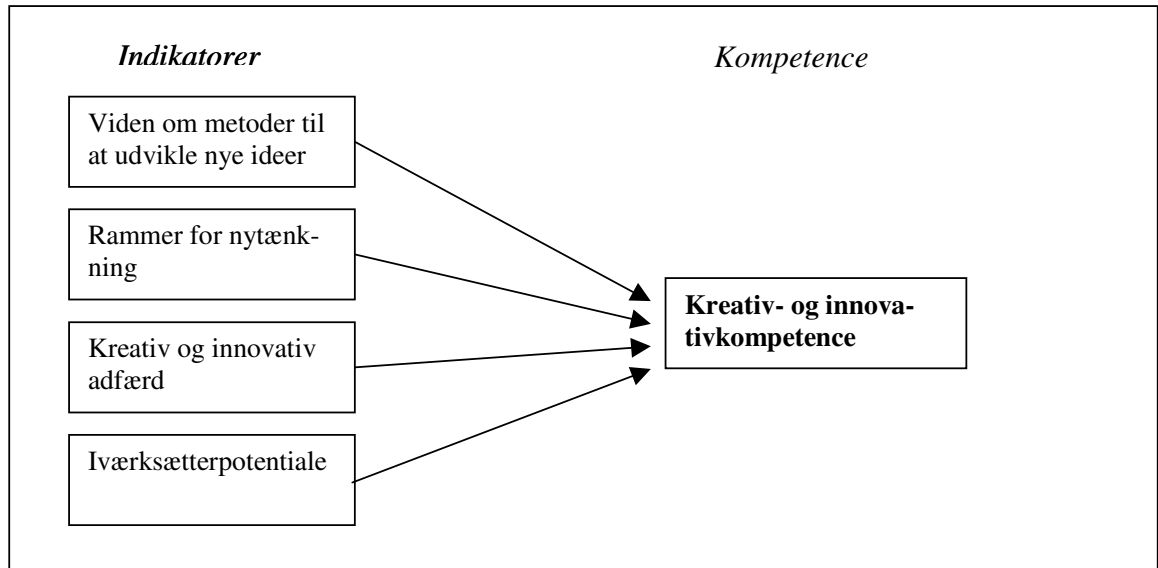 Indikatorer
Kompetence
Viden om metoder til
at udvikle nye ideer
Rammer for nytænk-
ning
Kreativ og innovativ
adfærd
Iværksætterpotentiale
Kreativ- og innova-
tivkompetence